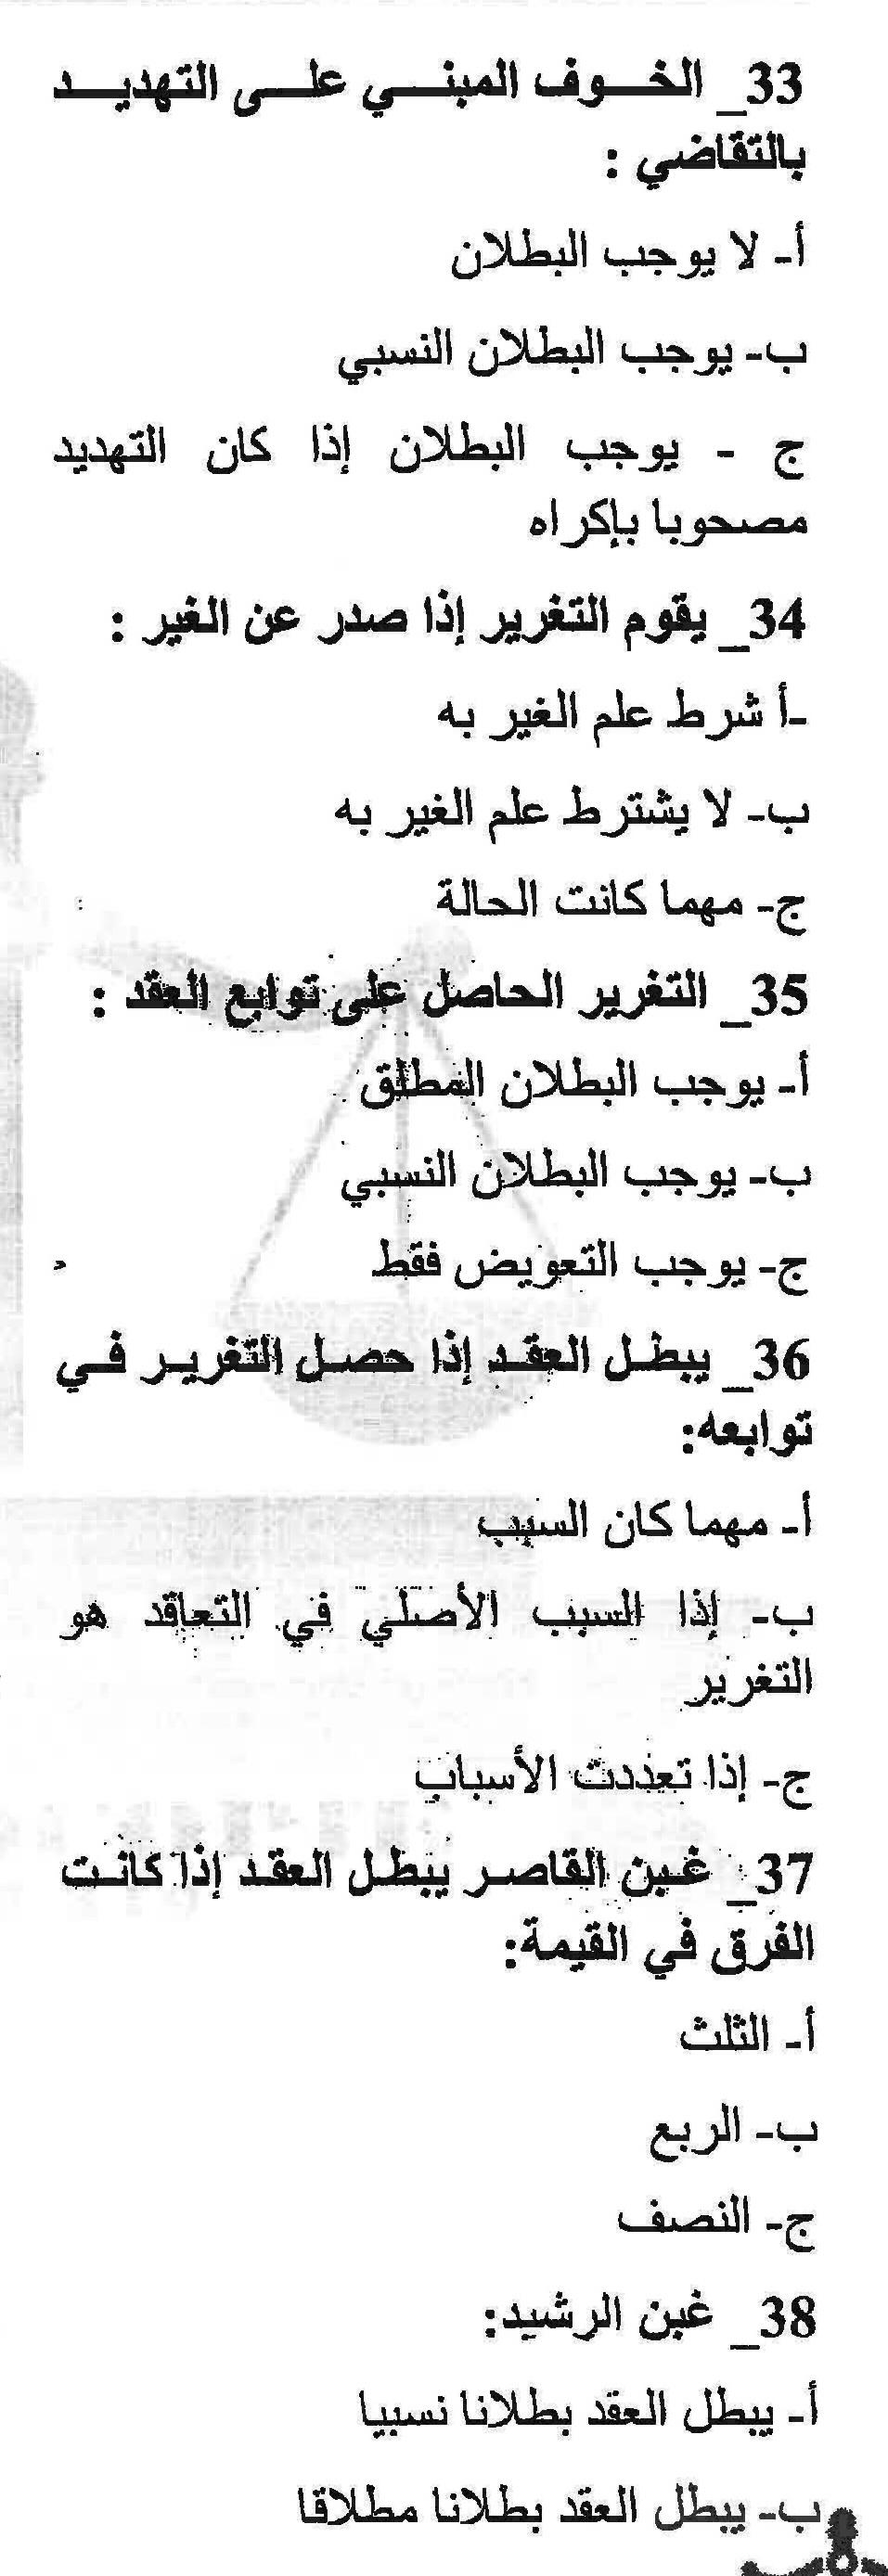 33_ الخوف المبني على التهديد
بالتقاضي :
أ- لا يوجب البطلان
ب- يوجب البطلان النسبي
ج - يوجب البطلان إذا كان التهديد
مصحوبا بإكراه
34_ يقوم التغرير إذا صدر عن الغير :
-أ شرط علم الغير به
ب- لا يشترط علم الغير به
ج- مهما كانت الحالة
35_ التغرير الحاصل على توابع العقد :
أ- يوجب البطلان المطلق
ب- يوجب البطلان النسبي
ج- يوجب التعويض فقط
36_ يبطل العقد إذا حصل التغرير في
توابعه:
أ- مهما كان السبب
ب- إذا السبب الأصلي في التعاقد هو
التغرير
ج- إذا تعددت الأسباب
37_ غبن القاصر يبطل العقد إذا كانت
الفرق في القيمة:
أ- الثلث
ب- الربع
ج- النصف
38_ غبن الرشيد:
أ- يبطل العقد بطلانا نسبيا
ب- يبطل العقد بطلانا مطلاقا